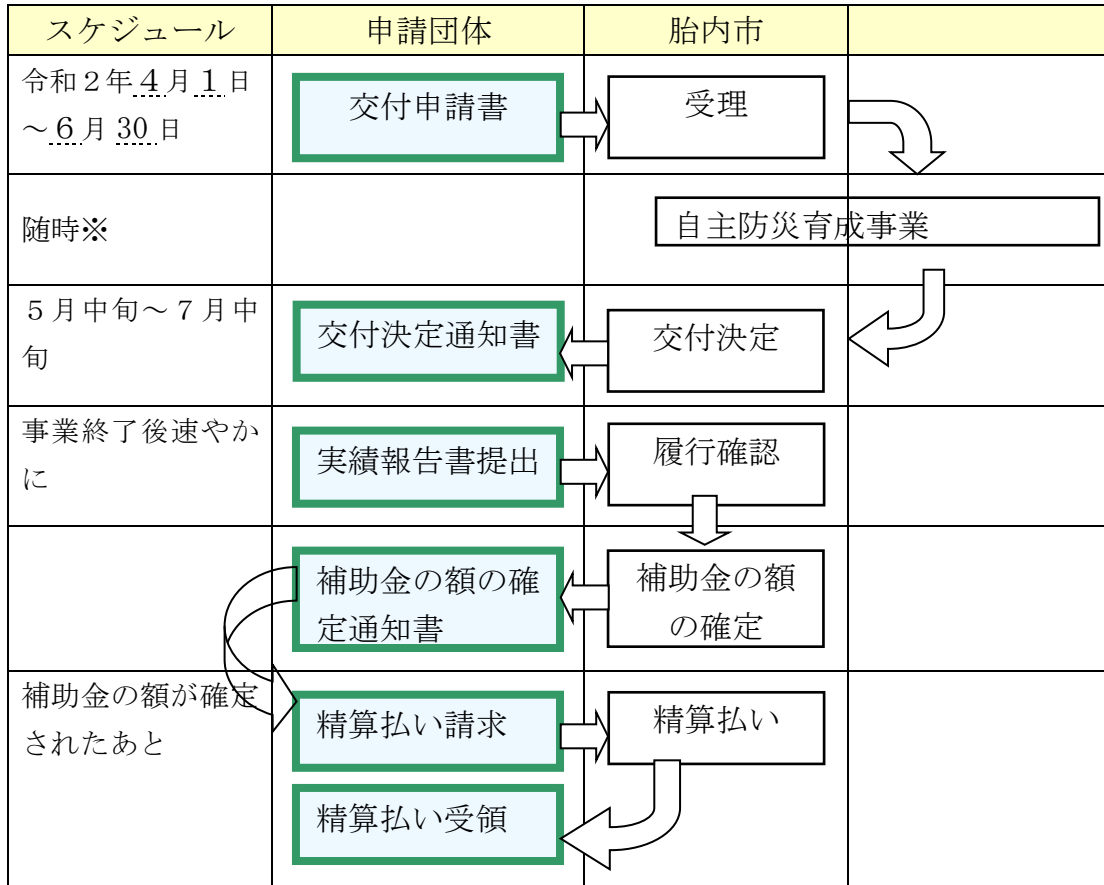 スケジュール 申請団体 胎内市
令和２年４月１日
～６月30日
交付申請書
受理
随時※
自主防災育成事業
５月中旬～７月中
旬
交付決定通知書
交付決定
事業終了後速やか
に
実績報告書提出
履行確認
補助金の額の確
定通知書
補助金の額
の確定
補助金の額が確定
されたあと
精算払い請求
精算払い
精算払い受領